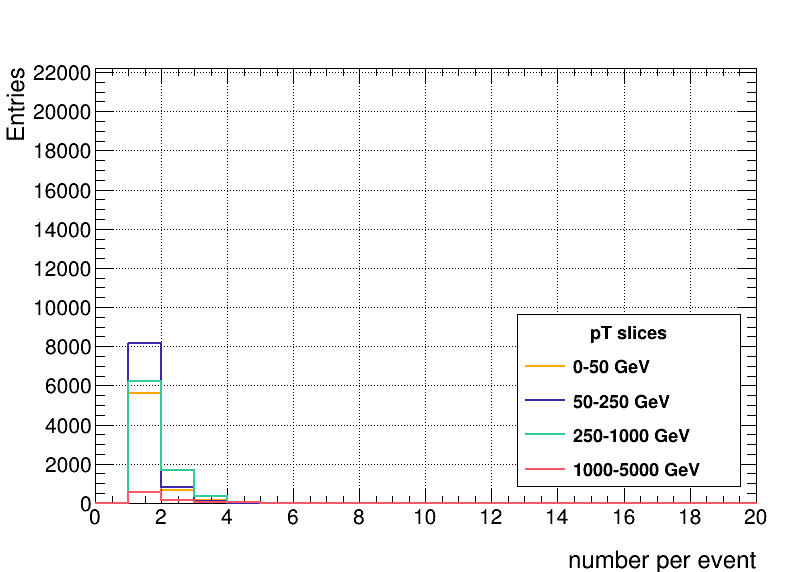 Entries
22000
20000
18000
16000
14000
12000
10000
8000
6000
4000
2000
0
pT slices
0-50 GeV
50-250 GeV
250-1000 GeV
1000-5000 GeV
0 2 4 6 8 10 12 14 16 18 20
number per event